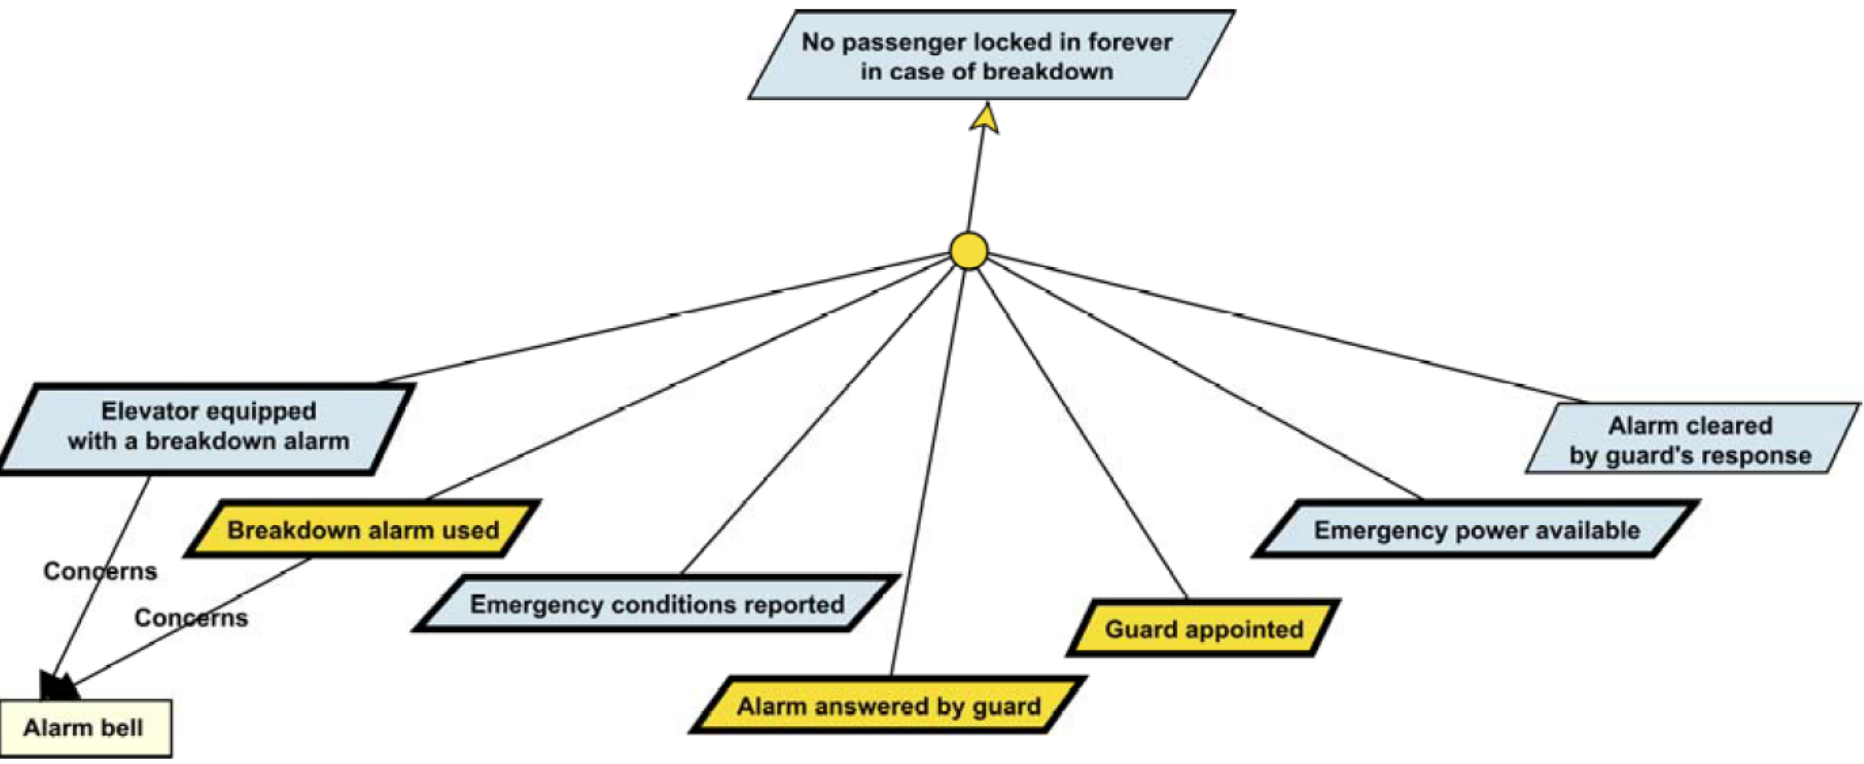 No passenger locked in forever
in case of breakdown
Elevator equipped
with a breakdown alarm
Alarm cleared
by guard's response
Breakdown alarm used
Emergency power available
Concerns
Emergency conditions reported
Concerns
Guard appointed
Alarm answered by guard
Alarm bell